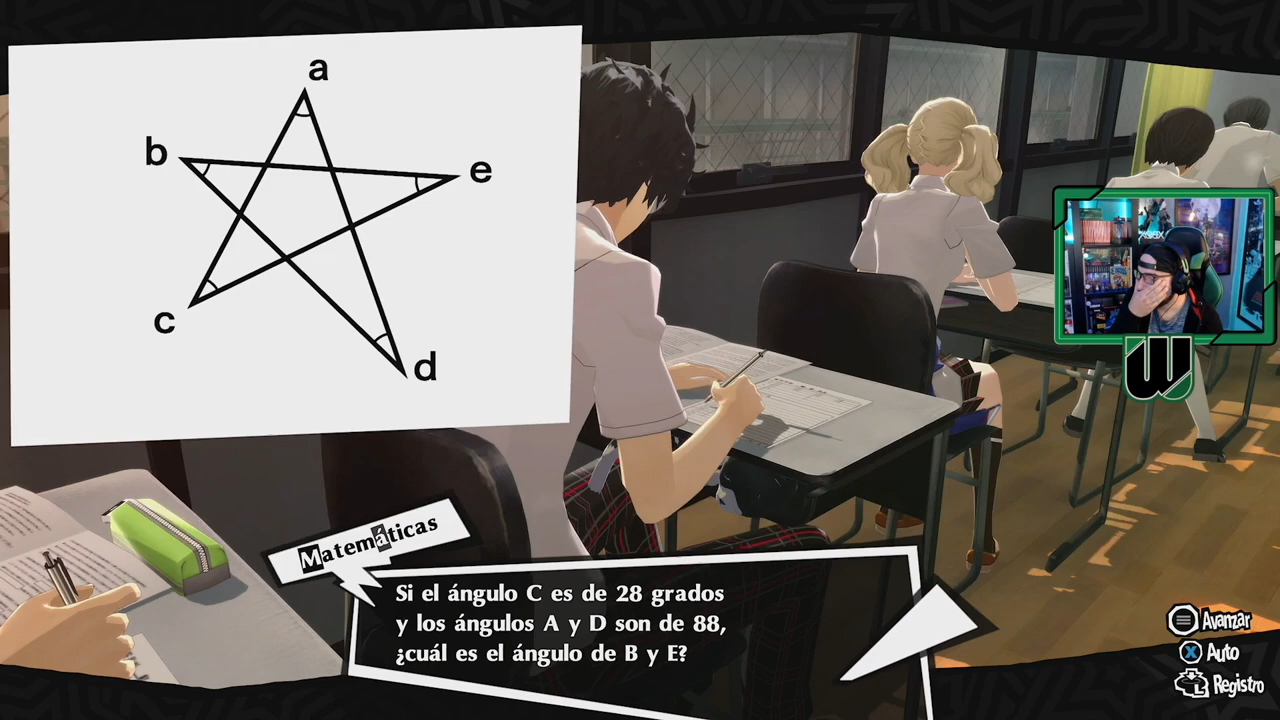 a
b
e
c
d
Matemáticas
Si el ángulo C es de 28 grados
y los ángulos A y D son de 88,
¿cuál es el ángulo de B y E?
W
Avanzar
X Auto
L Registro